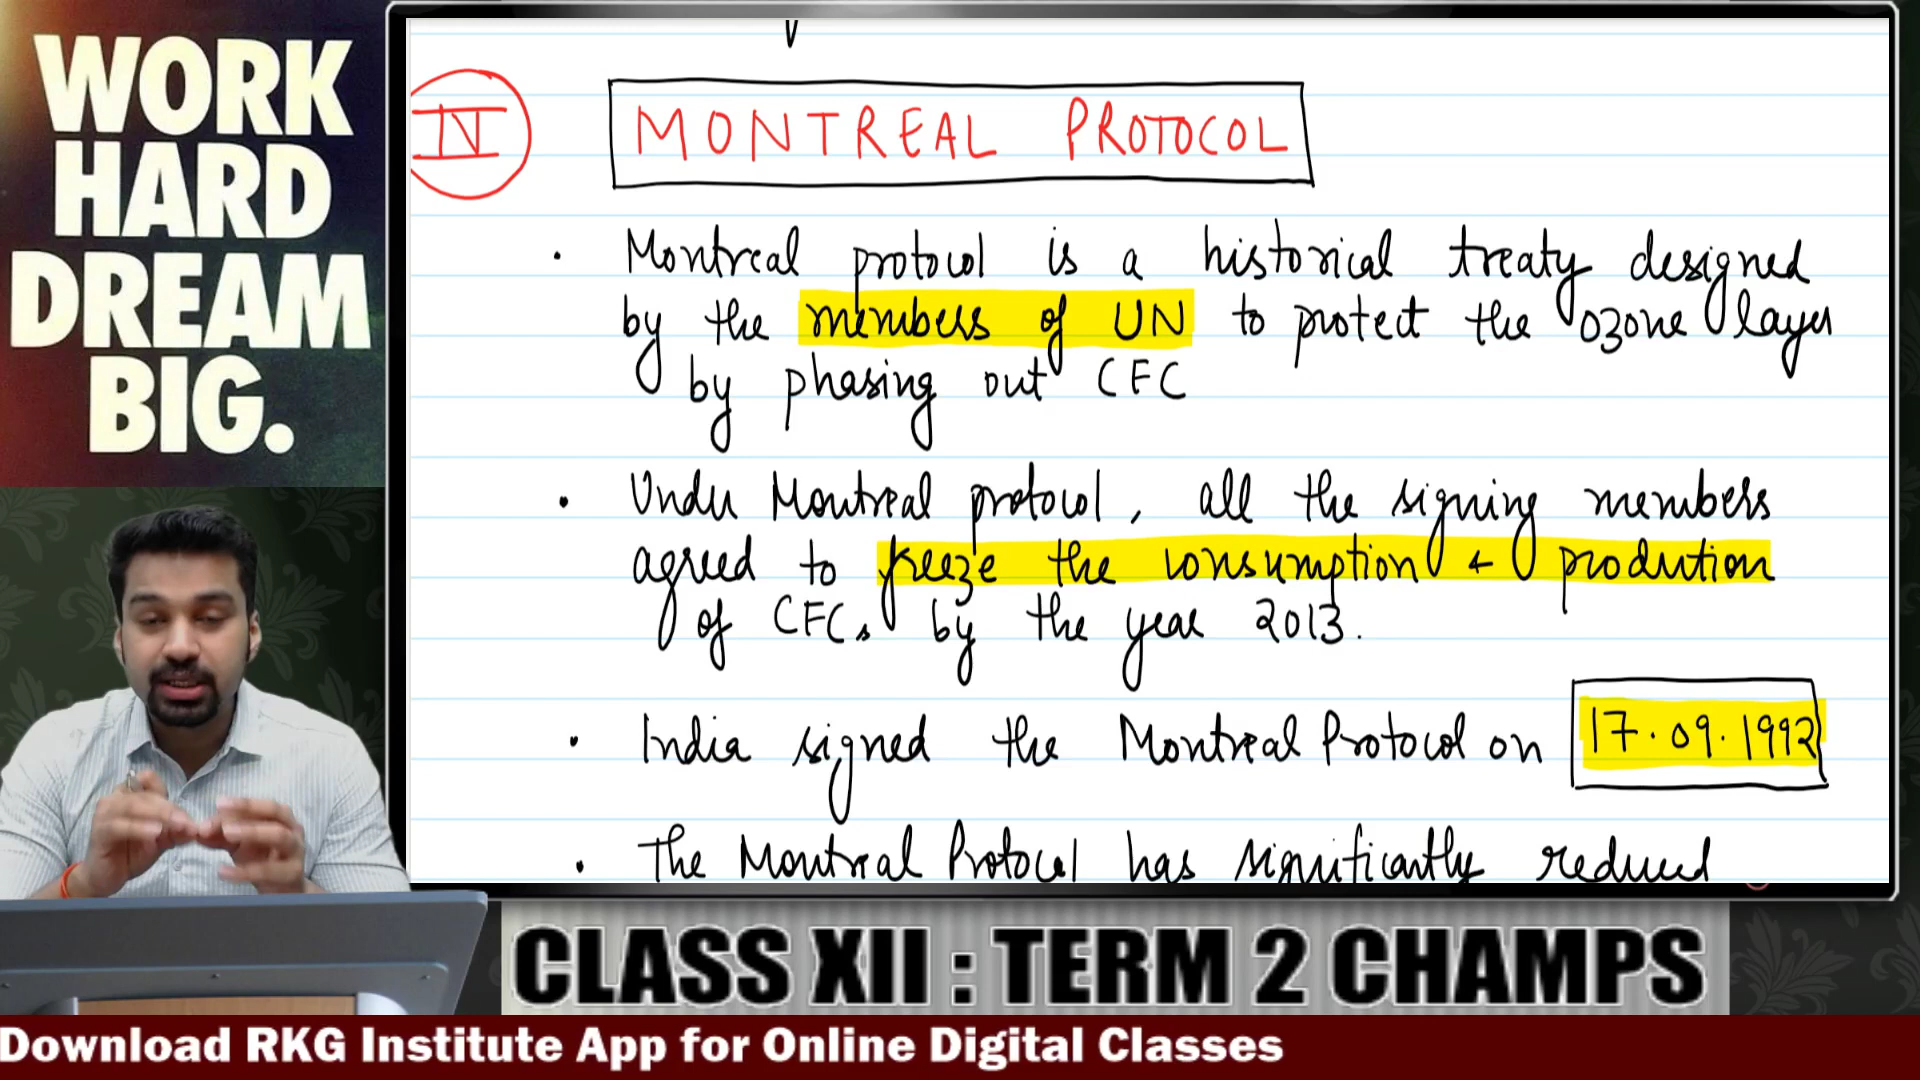 WORK
HARD
DREAM
BIG.
IV
MONTREAL PROTOCOL
• Montreal protocol is a historical treaty designed
by the members of UN to protect the ozone layer
by phasing out CFC
• Under Montreal protocol, all the signing members
agreed to freeze the consumption & production
of CFCs by the year 2013.
• India signed the Montreal Protocol on 17.09.1992
• The Montreal Protocol has significantly reduced
CLASS XII : TERM 2 CHAMPS
Download RKG Institute App for Online Digital Classes